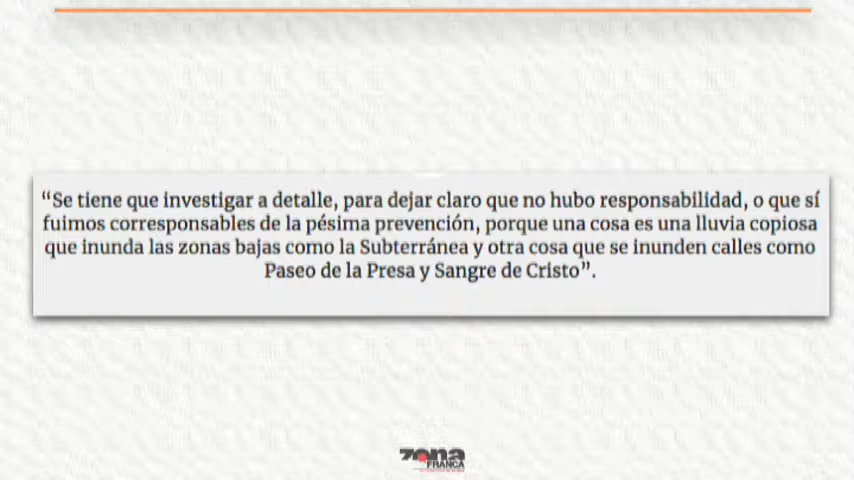 “Se tiene que investigar a detalle, para dejar claro que no hubo responsabilidad, o que sí
fuimos corresponsables de la pésima prevención, porque una cosa es una lluvia copiosa
que inunda las zonas bajas como la Subterránea y otra cosa que se inunden calles como
Paseo de la Presa y Sangre de Cristo”.
zona
FRANCA